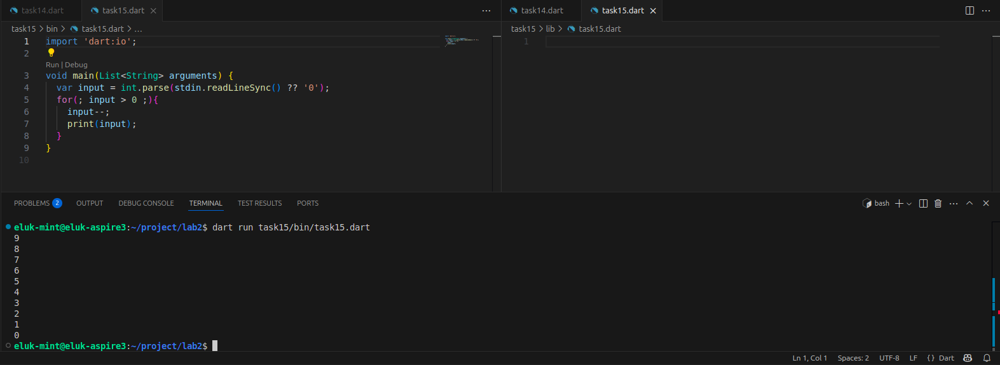 task14.dart
task15.dart
task15 > bin > task15.dart > ...
1 import 'dart:io';
2
Run | Debug
3 void main(List<String> arguments) {
4 var input = int.parse(stdin.readLineSync() ?? '0');
5 for(; input > 0 ;){
6 input--;
7 print(input);
8 }
9 }
10
task14.dart
task15.dart
task15 > lib > task15.dart
1
PROBLEMS 2 OUTPUT DEBUG CONSOLE TERMINAL TEST RESULTS PORTS
bash
eluk-mint@eluk-aspire3:~/project/lab2$ dart run task15/bin/task15.dart
9
8
7
6
5
4
3
2
1
0
eluk-mint@eluk-aspire3:~/project/lab2$
Ln 1, Col 1 Spaces: 2 UTF-8 LF {} Dart